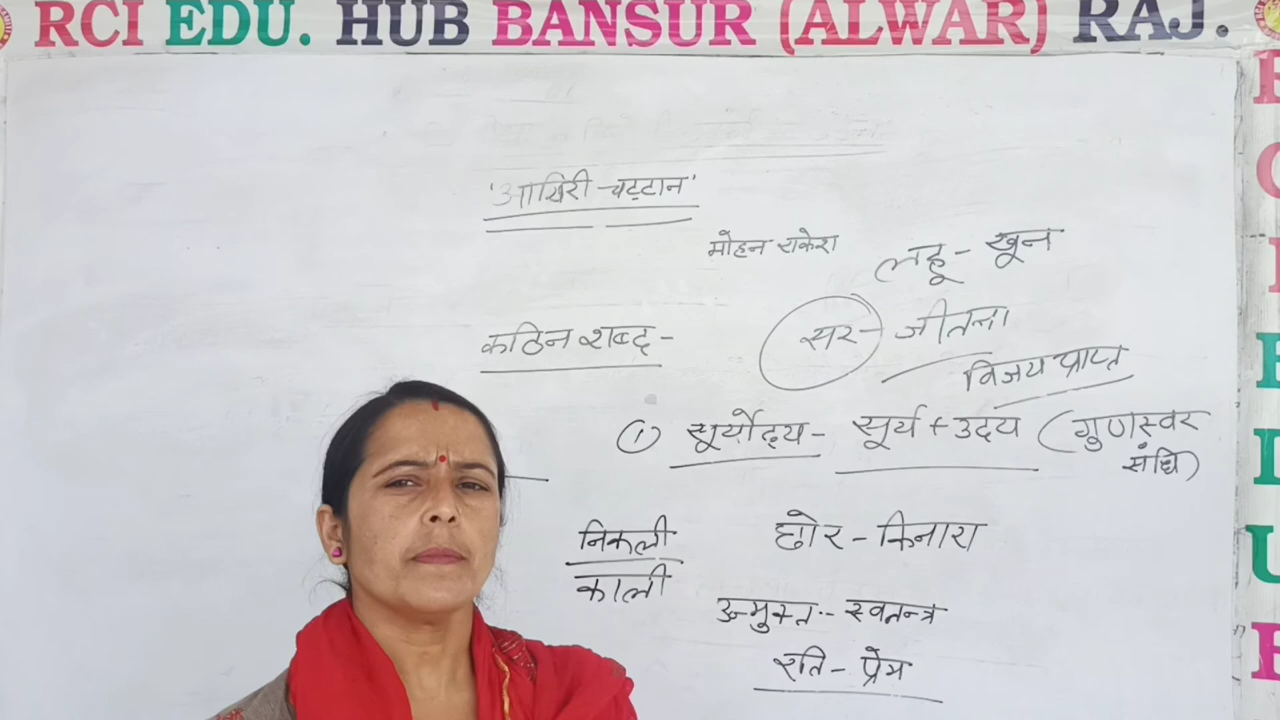 RCI EDU. HUB BANSUR (ALWAR) RAJ.
'आखिरी चट्टान'
मोहन राकेश
लहू - खून
कठिन शब्द -
सर - जीतना
विजय प्राप्त
① सूर्योदय - सूर्य + उदय (गुणस्वर संधि)
निकली
काली
छोर - किनारा
उन्मुक्त - स्वतन्त्र
रति - प्रेम